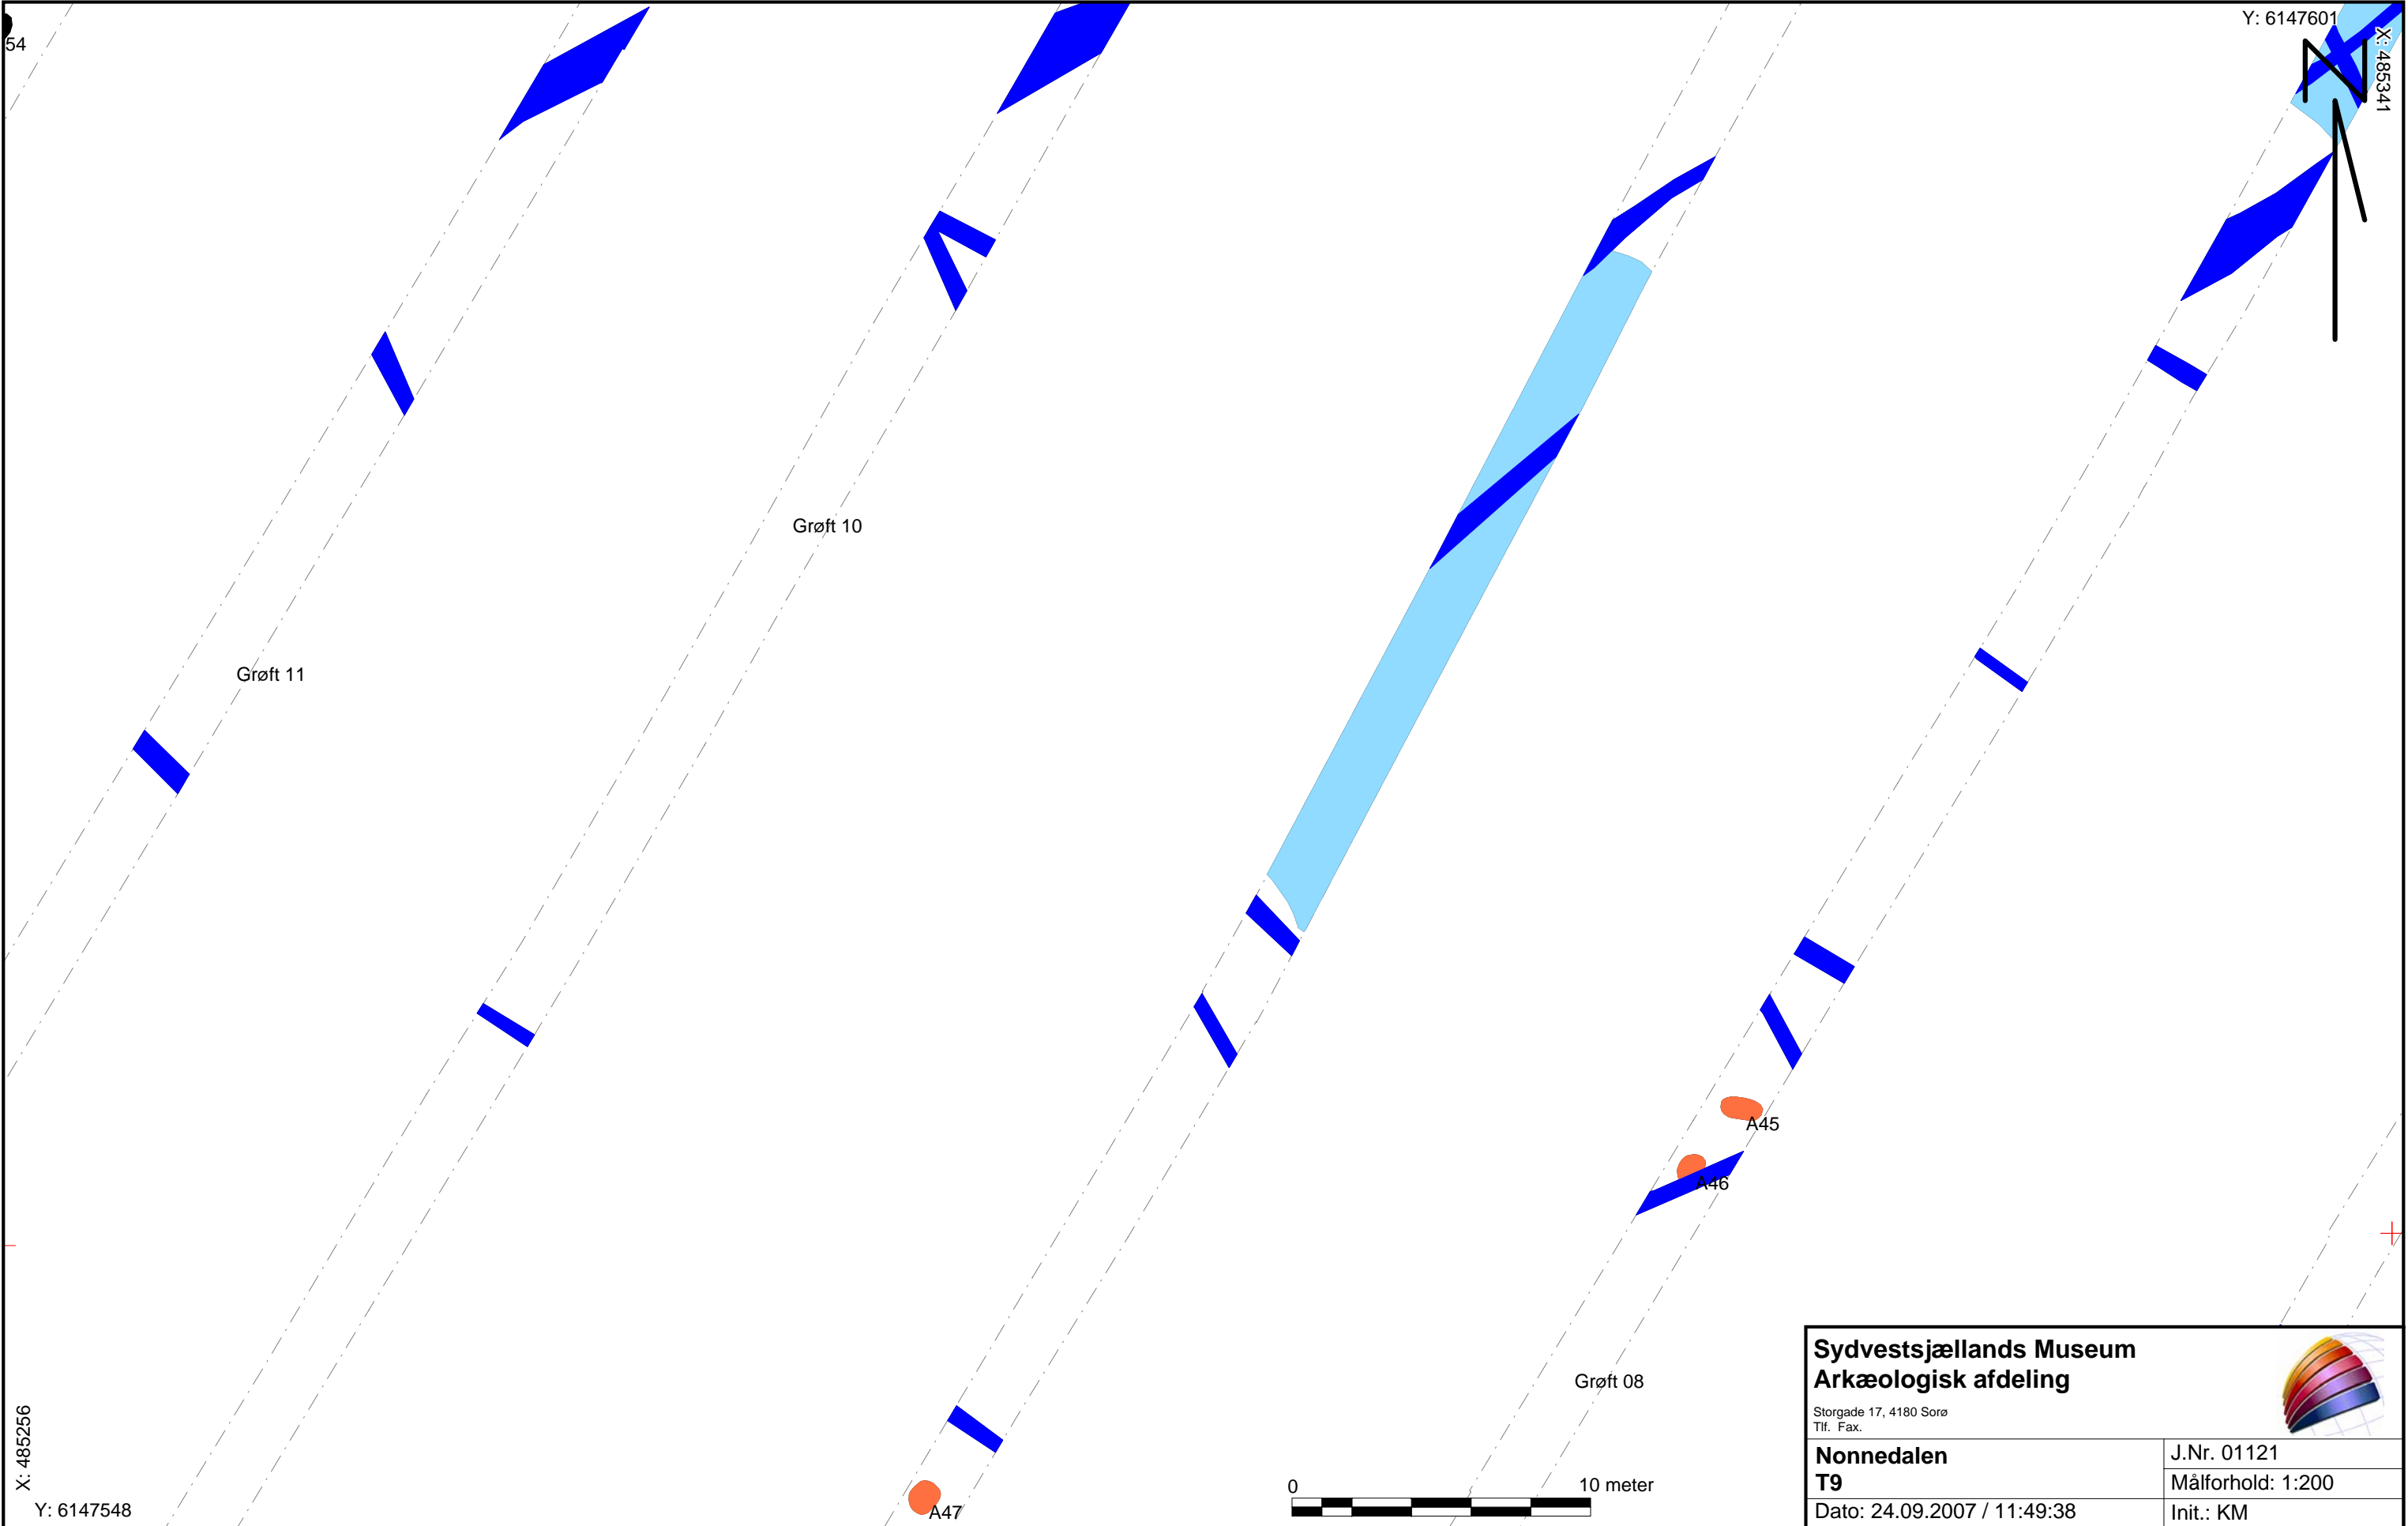 54
Y: 6147601
X: 485341
N
Grøft 10
Grøft 11
A45
A46
Grøft 08
A47
X: 485256
Y: 6147548
0 10 meter
Sydvestsjællands Museum
Arkæologisk afdeling
Storgade 17, 4180 Sorø
Tlf. Fax.
Nonnedalen
T9
J.Nr. 01121
Målforhold: 1:200
Dato: 24.09.2007 / 11:49:38
Init.: KM